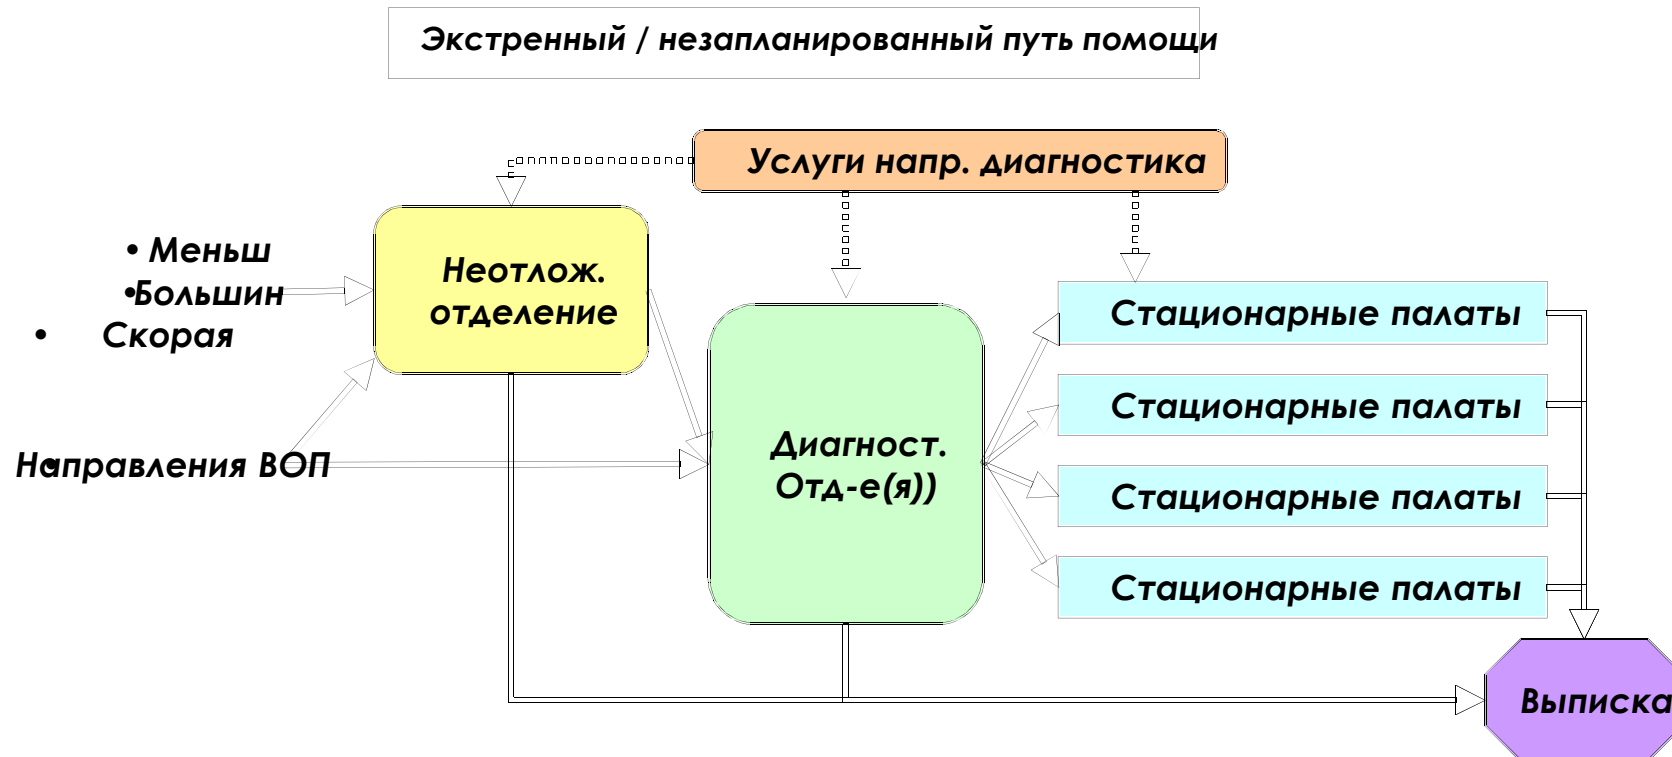 Экстренный / незапланированный путь помощи
Услуги напр. диагностика
• Меньш
•Большин
• Скорая
Неотлож.
отделение
Направления ВОП
Диагност.
Отд-е(я))
Стационарные палаты
Стационарные палаты
Стационарные палаты
Стационарные палаты
Выписка